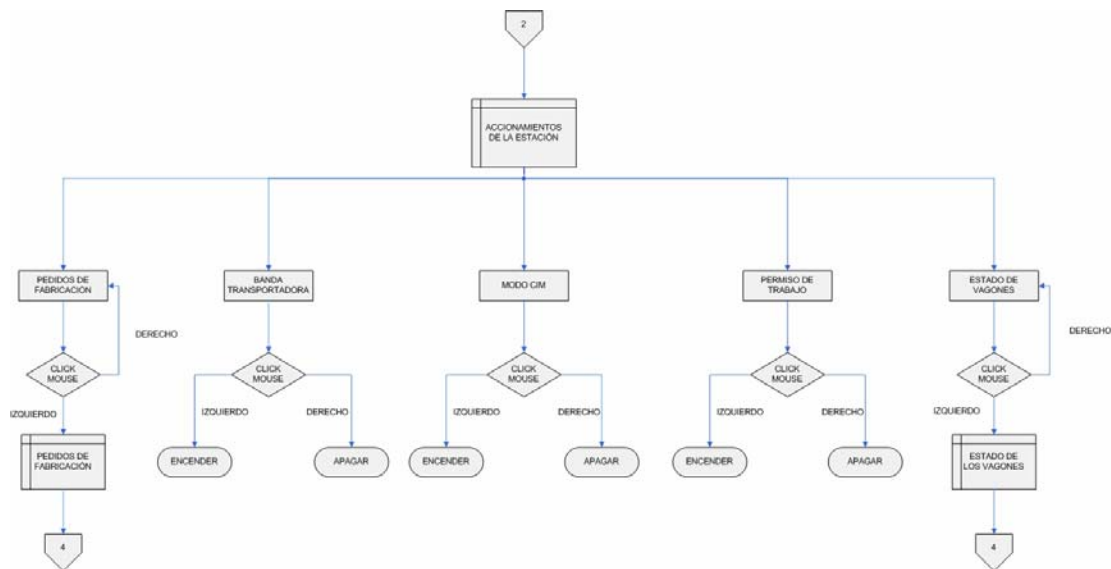 2
ACCIONAMIENTOS
DE LA ESTACIÓN
PEDIDOS DE
FABRICACIÓN
BANDA
TRANSPORTADORA
MODO CIM
PERMISO DE
TRABAJO
ESTADO DE
VAGONES
DERECHO
DERECHO
CLICK
MOUSE
CLICK
MOUSE
CLICK
MOUSE
CLICK
MOUSE
CLICK
MOUSE
IZQUIERDO
IZQUIERDO
DERECHO
IZQUIERDO
DERECHO
IZQUIERDO
DERECHO
IZQUIERDO
PEDIDOS DE
FABRICACIÓN
ENCENDER
APAGAR
ENCENDER
APAGAR
ENCENDER
APAGAR
ESTADO DE
LOS VAGONES
4
4